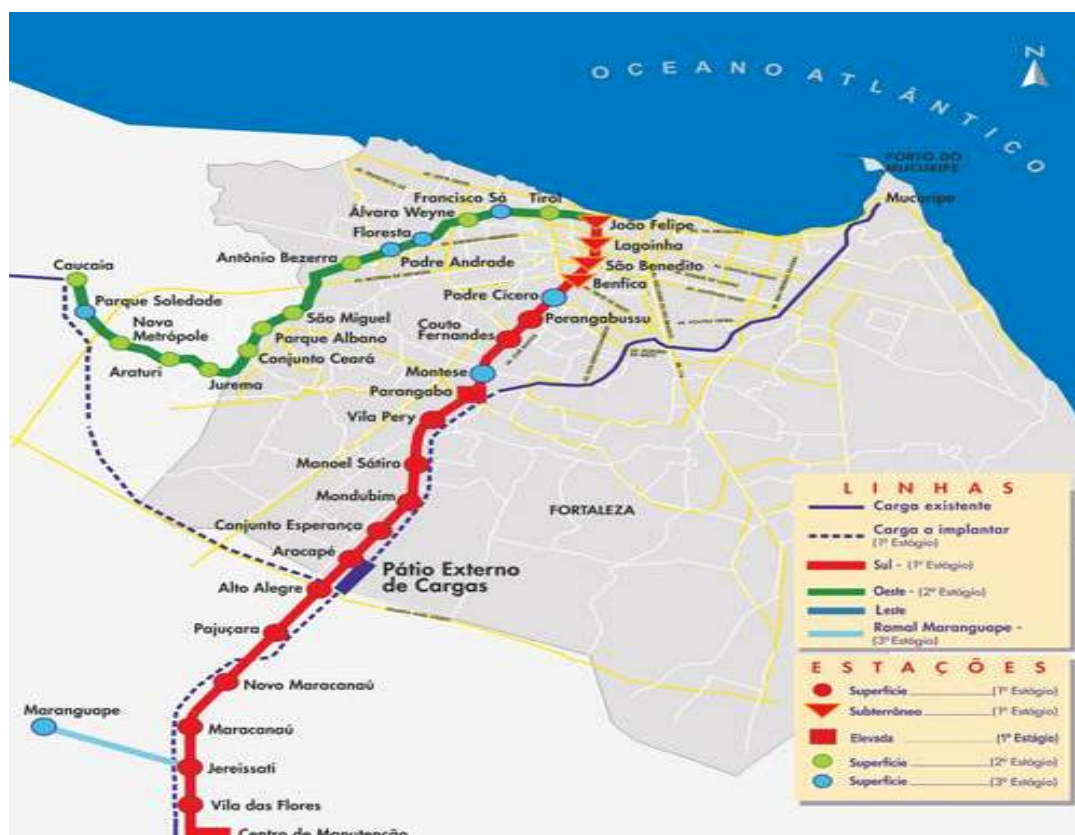 N
OCEANO ATLÂNTICO
PORTO DO
MUCURIPE
Mucuripe
Francisco Sá
Tirol
Álvaro Weyne
Floresta
João Felipe
Lagoinha
Antônio Bezerra
Padre Andrade
São Benedito
Benfica
Caucaia
Padre Cícero
Parque Soledade
São Miguel
Porangabussu
Nova
Metrópole
Parque Albano
Couto
Fernandes
Conjunto Ceará
Araturi
Jurema
Montese
Parangaba
Vila Pery
Manoel Sátiro
Mondubim
FORTALEZA
Conjunto Esperança
Aracapé
Pátio Externo
de Cargas
Alto Alegre
Pajuçara
Novo Maracanaú
Maranguape
Maracanaú
Jereissati
Vila das Flores
Centro de Manutenção
LINHAS
Carga existente
Carga a implantar
(1º Estágio)
Sul - (1º Estágio)
Oeste - (2º Estágio)
Leste
Ramal Maranguape -
(3º Estágio)
ESTAÇÕES
Superfície (1º Estágio)
Subterrânea (1º Estágio)
Elevada (1º Estágio)
Superfície (2º Estágio)
Superfície (3º Estágio)